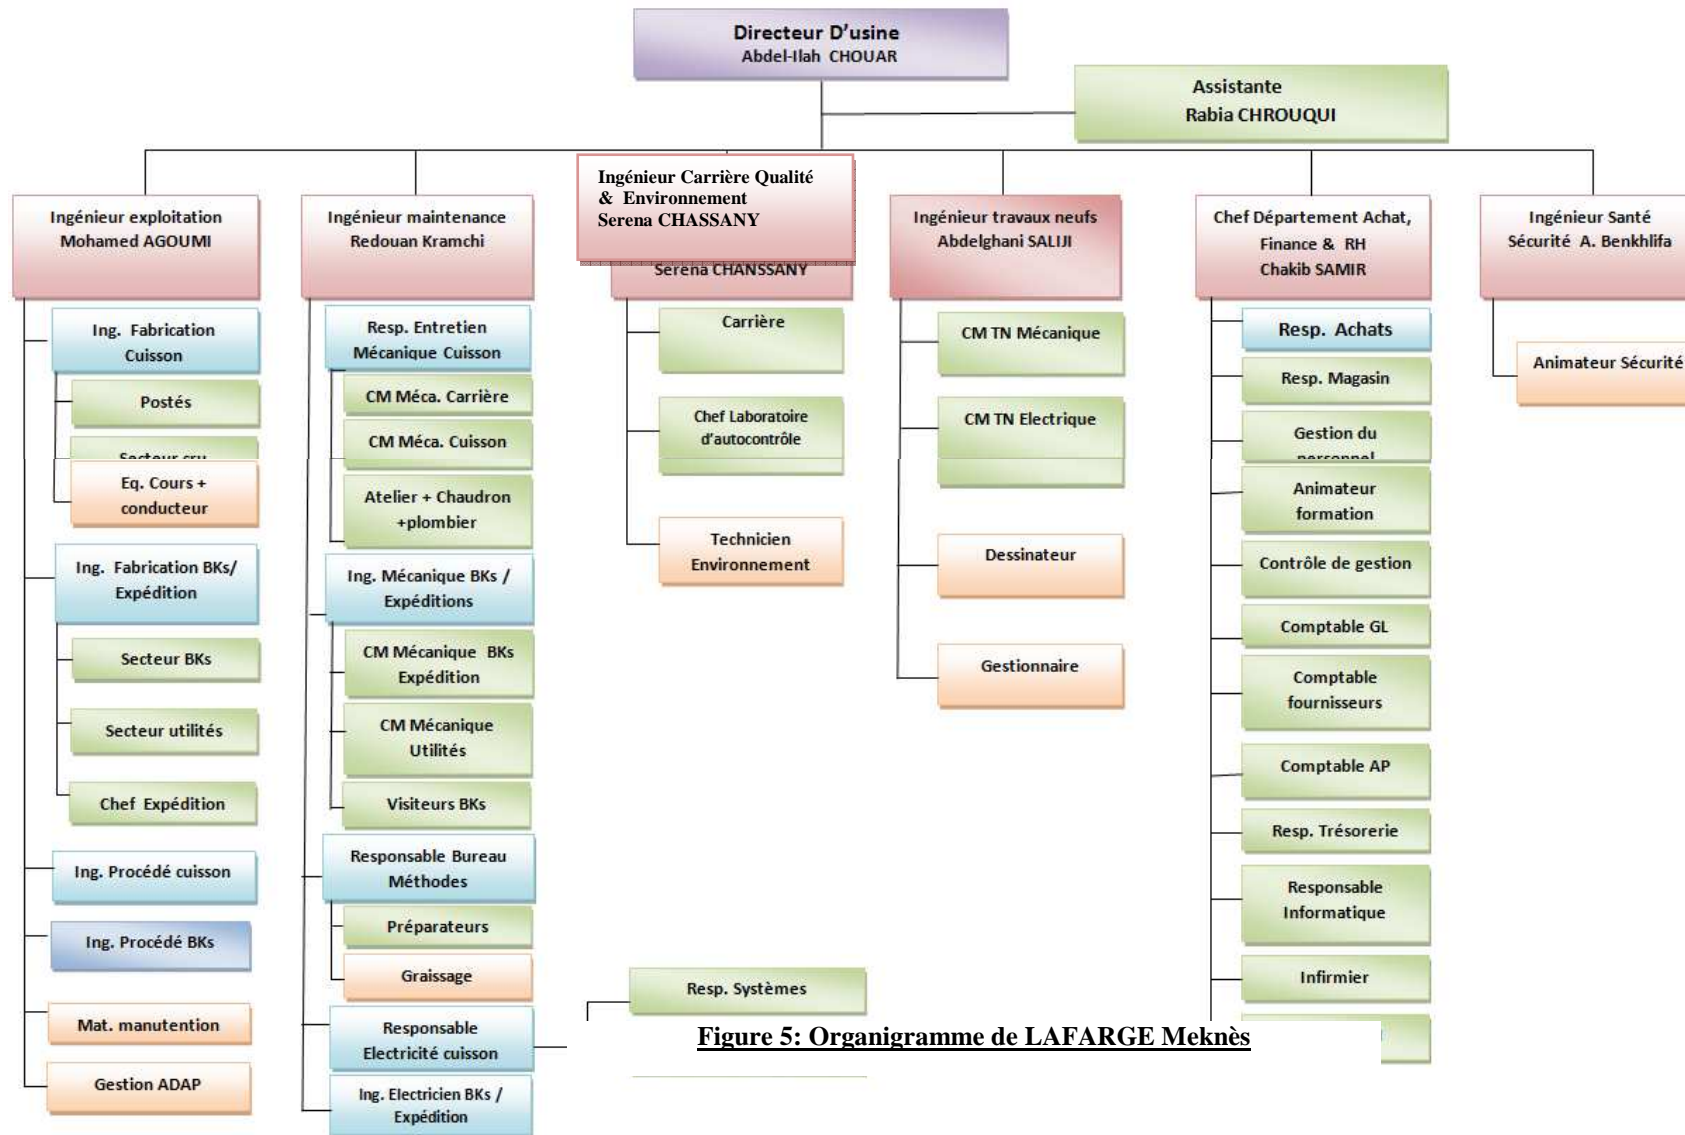 Directeur D'usine
Abdel-Ilah CHOUAR
Assistante
Rabia CHROUQUI
Ingénieur exploitation
Mohamed AGOUMI
Ing. Fabrication
Cuisson
Postés
Secteur cru
Eq. Cours +
conducteur
Ing. Fabrication BKs/
Expédition
Secteur BKs
Secteur utilités
Chef Expédition
Ing. Procédé cuisson
Ing. Procédé BKs
Mat. manutention
Gestion ADAP
Ingénieur maintenance
Redouan Kramchi
Resp. Entretien
Mécanique Cuisson
CM Méca. Carrière
CM Méca. Cuisson
Atelier + Chaudron
+plombier
Ing. Mécanique BKs /
Expéditions
CM Mécanique BKs
Expédition
CM Mécanique
Utilités
Visiteurs BKs
Responsable Bureau
Méthodes
Préparateurs
Graissage
Responsable
Electricité cuisson
Ing. Electricien BKs /
Expédition
Resp. Systèmes
Ingénieur Carrière Qualité
& Environnement
Serena CHASSANY
Serena CHANSSANY
Carrière
Chef Laboratoire
d'autocontrôle
Technicien
Environnement
Ingénieur travaux neufs
Abdelghani SALIJI
CM TN Mécanique
CM TN Electrique
Dessinateur
Gestionnaire
Chef Département Achat,
Finance & RH
Chakib SAMIR
Resp. Achats
Resp. Magasin
Gestion du
personnel
Animateur
formation
Contrôle de gestion
Comptable GL
Comptable
fournisseurs
Comptable AP
Resp. Trésorerie
Responsable
Informatique
Infirmier
Ingénieur Santé
Sécurité A. Benkhlifa
Animateur Sécurité
Figure 5: Organigramme de LAFARGE Meknès